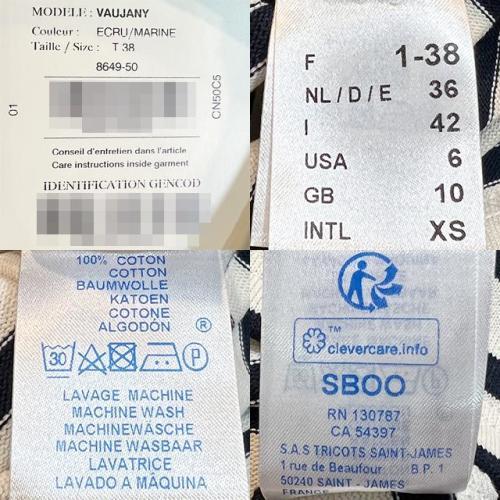 MODELE : VAUJANY
Couleur : ECRU/MARINE
Taille / Size : T 38
8649-50
01
CN50C5
Conseil d'entretien dans l'article
Care instructions inside garment
IDENTIFICATION GENCOD
F 1-38
NL/D/E 36
I 42
USA 6
GB 10
INTL XS
100% COTON
COTTON
BAUMWOLLE
KATOEN
COTONE
ALGODÓN ®
30 P
LAVAGE MACHINE
MACHINE WASH
MACHINEWÄSCHE
MACHINE WASBAAR
LAVATRICE
LAVADO A MÂQUINA
™
clevercare.info
SBOO
RN 130787
CA 54397
S.A.S TRICOTS SAINT-JAMES
1 rue de Beaufour B.P. 1
50240 SAINT - JAMES
FRANCE